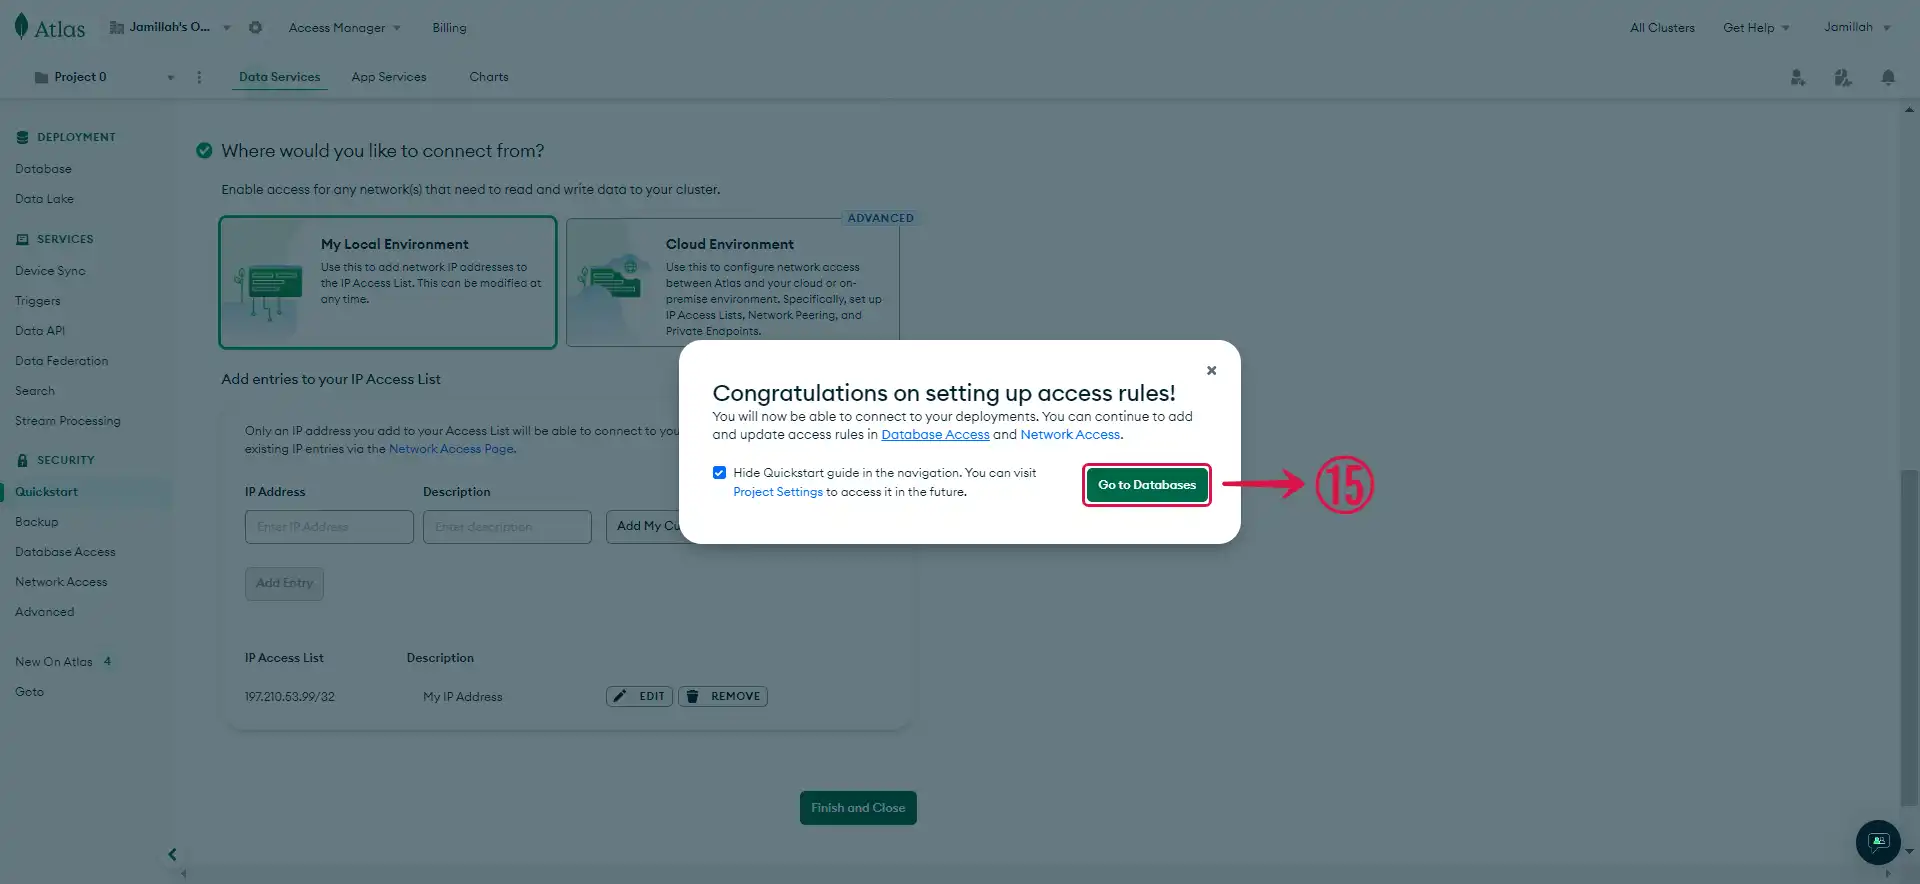 Atlas
Jamillah's O...
Access Manager
Billing
All Clusters
Get Help
Jamillah
Project 0
Data Services
App Services
Charts
DEPLOYMENT
Database
Data Lake
SERVICES
Device Sync
Triggers
Data API
Data Federation
Search
Stream Processing
SECURITY
Quickstart
Backup
Database Access
Network Access
Advanced
New On Atlas 4
Goto
Where would you like to connect from?
Enable access for any network(s) that need to read and write data to your cluster.
My Local Environment
Use this to add network IP addresses to
the IP Access List. This can be modified at
any time.
ADVANCED
Cloud Environment
Use this to configure network access
between Atlas and your cloud or on-
premise environment. Specifically, set up
IP Access Lists, Network Peering, and
Private Endpoints.
Add entries to your IP Access List
Only an IP address you add to your Access List will be able to connect to you
existing IP entries via the Network Access Page.
IP Address
Description
Enter IP Address
Enter description
Add My Cu
Add Entry
IP Access List
Description
197.210.53.99/32
My IP Address
EDIT
REMOVE
Finish and Close
Congratulations on setting up access rules!
You will now be able to connect to your deployments. You can continue to add
and update access rules in Database Access and Network Access.
Hide Quickstart guide in the navigation. You can visit
Project Settings to access it in the future.
Go to Databases
15